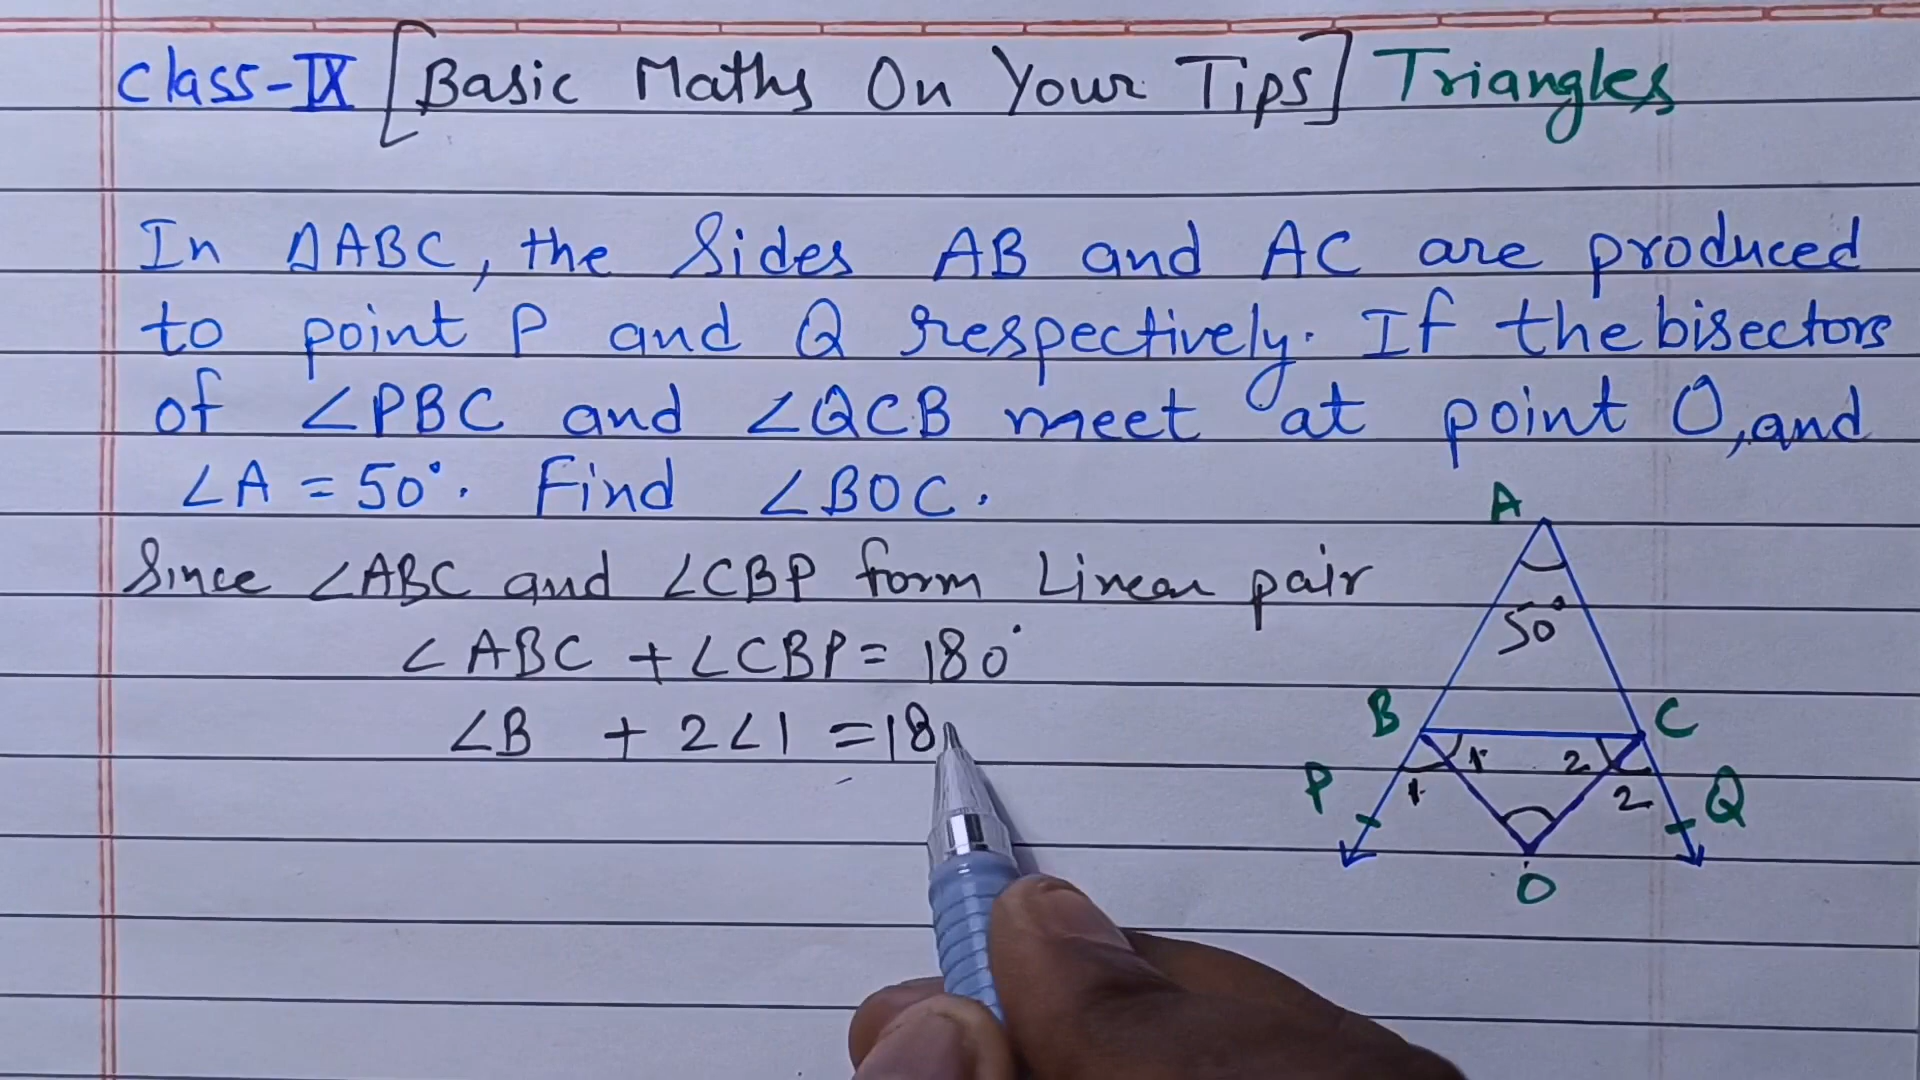 Class-IX [Basic Maths On Your Tips] Triangles
In ΔABC, the Sides AB and AC are produced
to point P and Q respectively. If the bisectors
of ∠PBC and ∠QCB meet at point O, and
∠A = 50°. Find ∠BOC.
Since ∠ABC and ∠CBP form Linear pair
∠ABC + ∠CBP = 180°
∠B + 2∠1 = 18
A
50°
B
C
1
2
P
1
2
Q
O